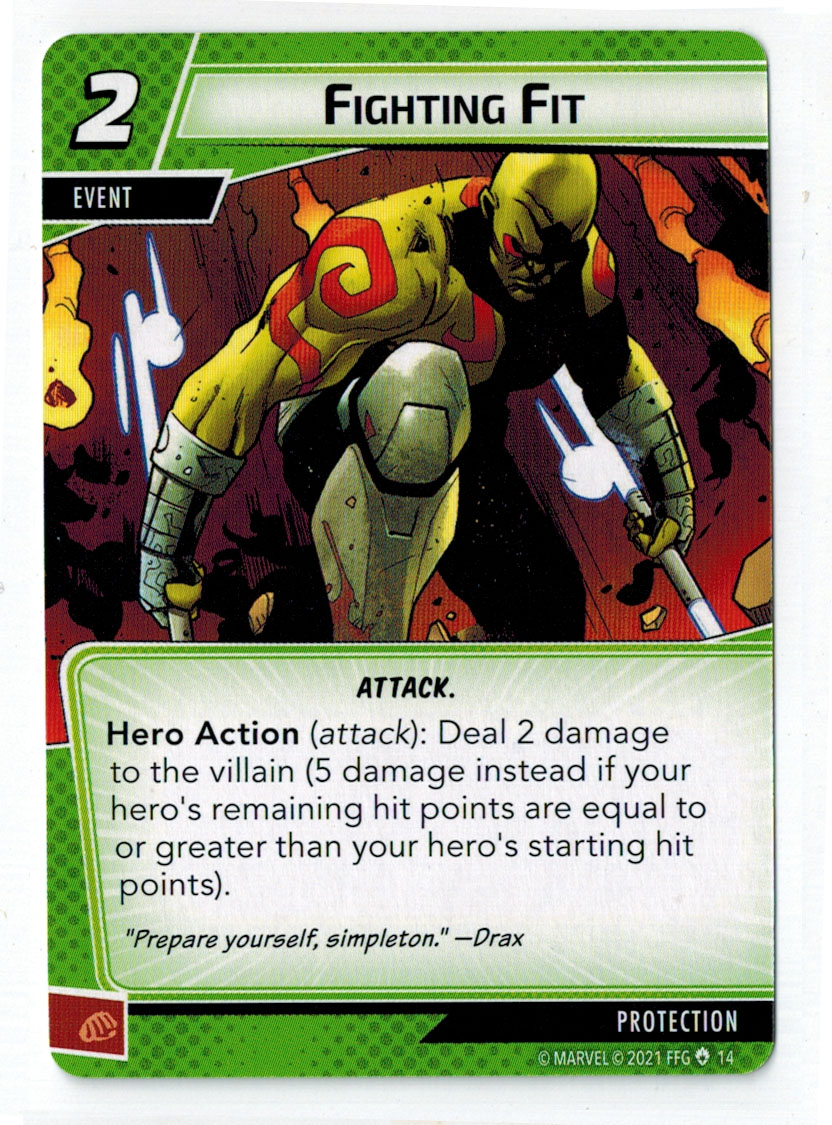 2
FIGHTING FIT
EVENT
ATTACK.
Hero Action (attack): Deal 2 damage
to the villain (5 damage instead if your
hero's remaining hit points are equal to
or greater than your hero's starting hit
points).
"Prepare yourself, simpleton." —Drax
PROTECTION
© MARVEL © 2021 FFG 14